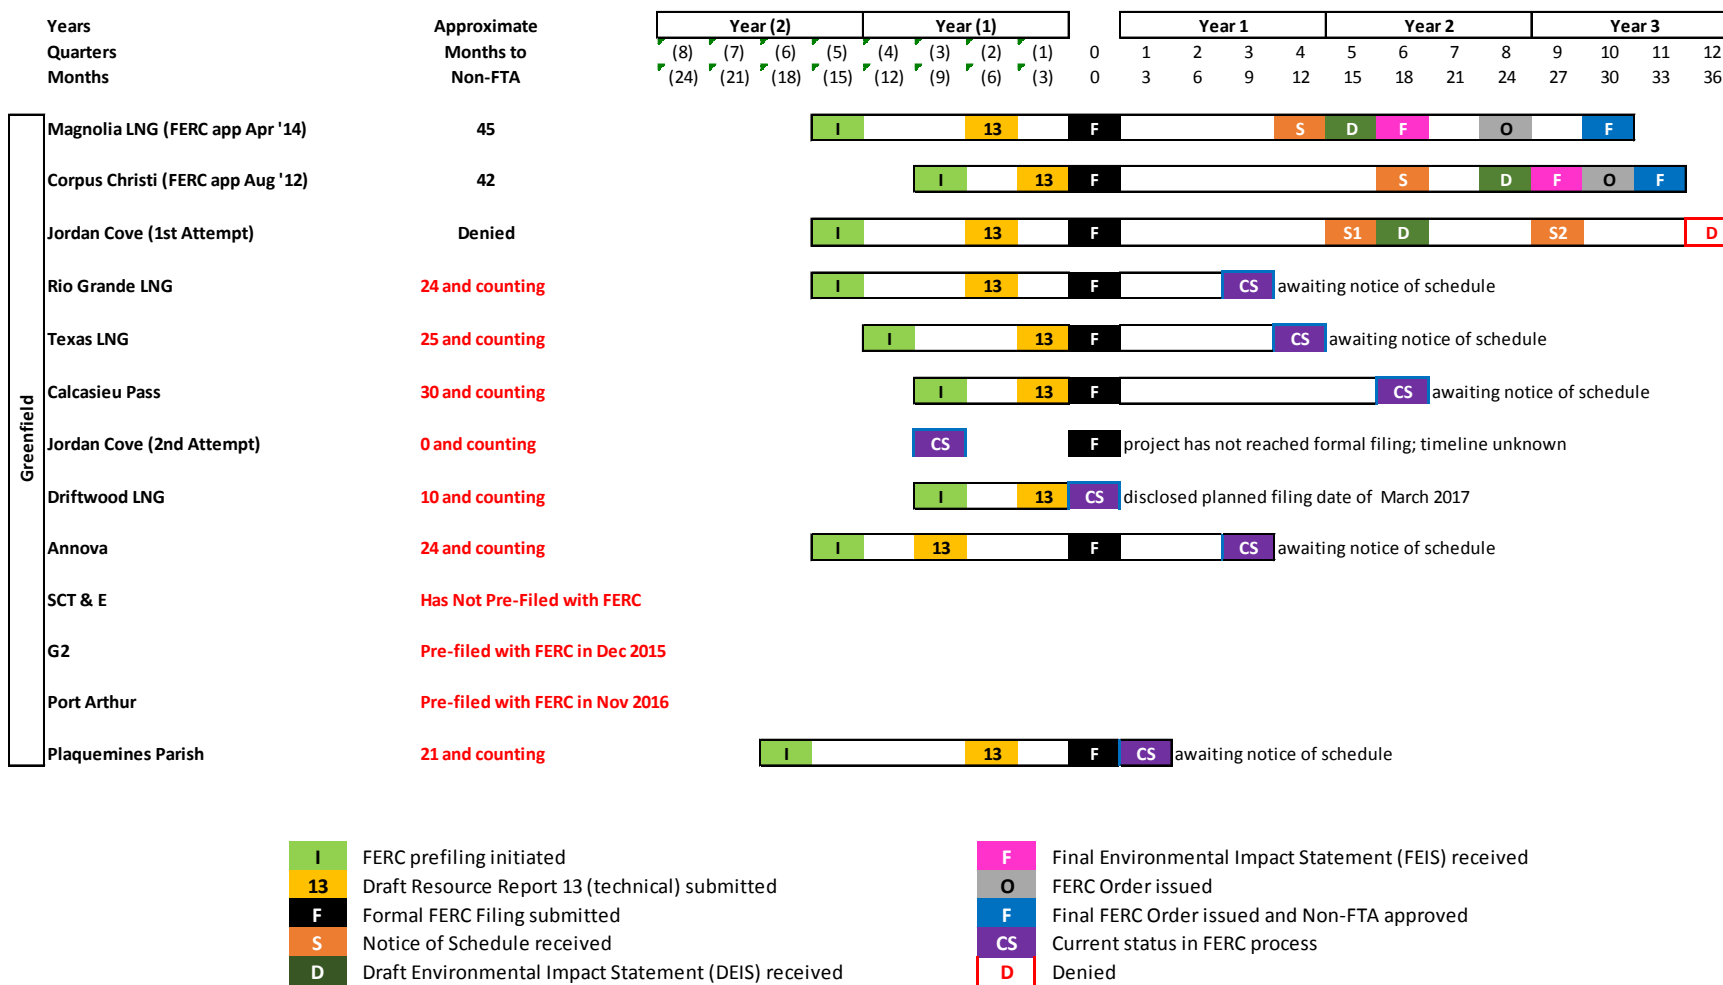 Years Approximate Year (2) Year (1) Year 1 Year 2 Year 3
Quarters Months to (8) (7) (6) (5) (4) (3) (2) (1) 0 1 2 3 4 5 6 7 8 9 10 11 12
Months Non-FTA (24) (21) (18) (15) (12) (9) (6) (3) 0 3 6 9 12 15 18 21 24 27 30 33 36
Greenfield
Magnolia LNG (FERC app Apr '14) 45 I 13 F S D F O F
Corpus Christi (FERC app Aug '12) 42 I 13 F S D F O F
Jordan Cove (1st Attempt) Denied I 13 F S1 D S2 D
Rio Grande LNG 24 and counting I 13 F CS awaiting notice of schedule
Texas LNG 25 and counting I 13 F CS awaiting notice of schedule
Calcasieu Pass 30 and counting I 13 F CS awaiting notice of schedule
Jordan Cove (2nd Attempt) 0 and counting CS F project has not reached formal filing; timeline unknown
Driftwood LNG 10 and counting I 13 CS disclosed planned filing date of March 2017
Annova 24 and counting I 13 F CS awaiting notice of schedule
SCT & E Has Not Pre-Filed with FERC
G2 Pre-filed with FERC in Dec 2015
Port Arthur Pre-filed with FERC in Nov 2016
Plaquemines Parish 21 and counting I 13 F CS awaiting notice of schedule
I FERC prefiling initiated
13 Draft Resource Report 13 (technical) submitted
F Formal FERC Filing submitted
S Notice of Schedule received
D Draft Environmental Impact Statement (DEIS) received
F Final Environmental Impact Statement (FEIS) received
O FERC Order issued
F Final FERC Order issued and Non-FTA approved
CS Current status in FERC process
D Denied